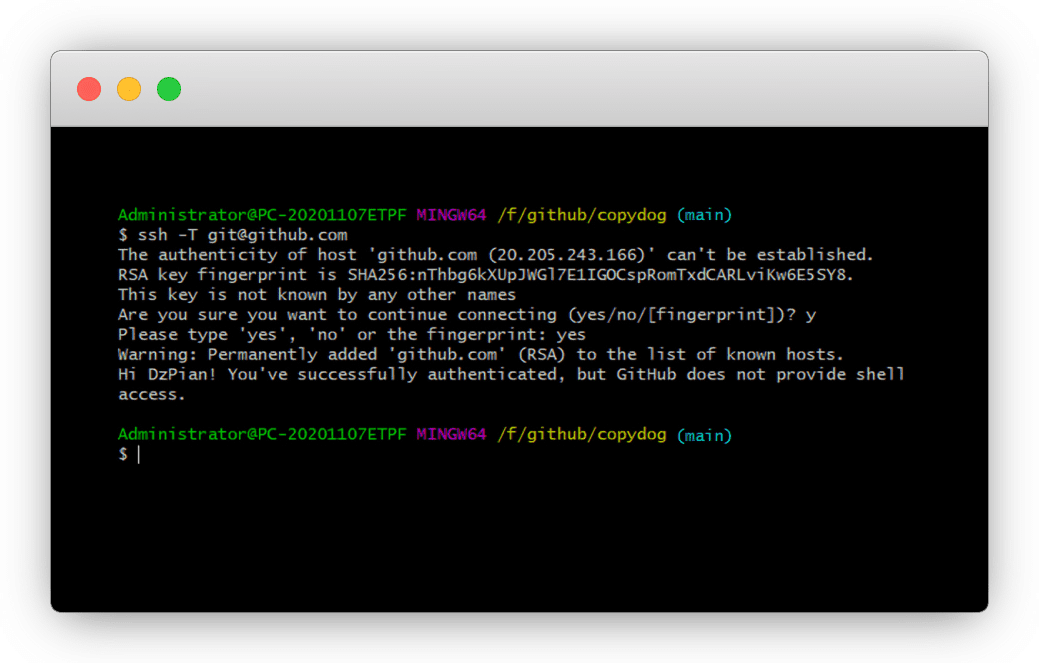 Administrator@PC-20201107ETPF MINGW64 /f/github/copydog (main)
$ ssh -T git@github.com
The authenticity of host 'github.com (20.205.243.166)' can't be established.
RSA key fingerprint is SHA256:nThbg6kXUpJWGl7E1IGOCspRomTxdCARLviKw6E5SY8.
This key is not known by any other names
Are you sure you want to continue connecting (yes/no/[fingerprint])? y
Please type 'yes', 'no' or the fingerprint: yes
Warning: Permanently added 'github.com' (RSA) to the list of known hosts.
Hi DzPian! You've successfully authenticated, but GitHub does not provide shell
access.
Administrator@PC-20201107ETPF MINGW64 /f/github/copydog (main)
$